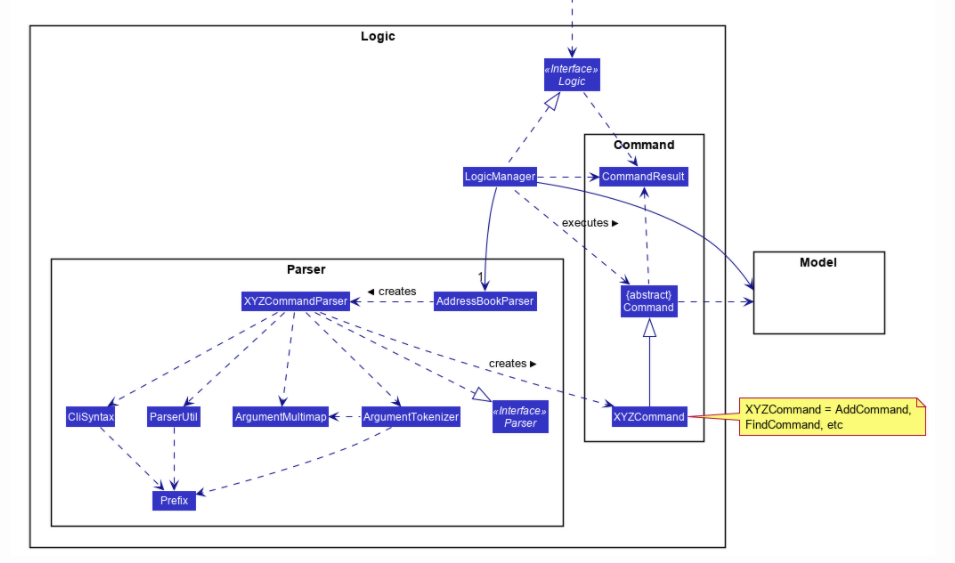 Logic
«Interface»
Logic
Command
LogicManager
CommandResult
executes ►
Model
Parser
1
◄ creates
XYZCommandParser
AddressBookParser
{abstract}
Command
creates ►
CliSyntax
ParserUtil
ArgumentMultimap
ArgumentTokenizer
«Interface»
Parser
XYZCommand
XYZCommand = AddCommand,
FindCommand, etc
Prefix